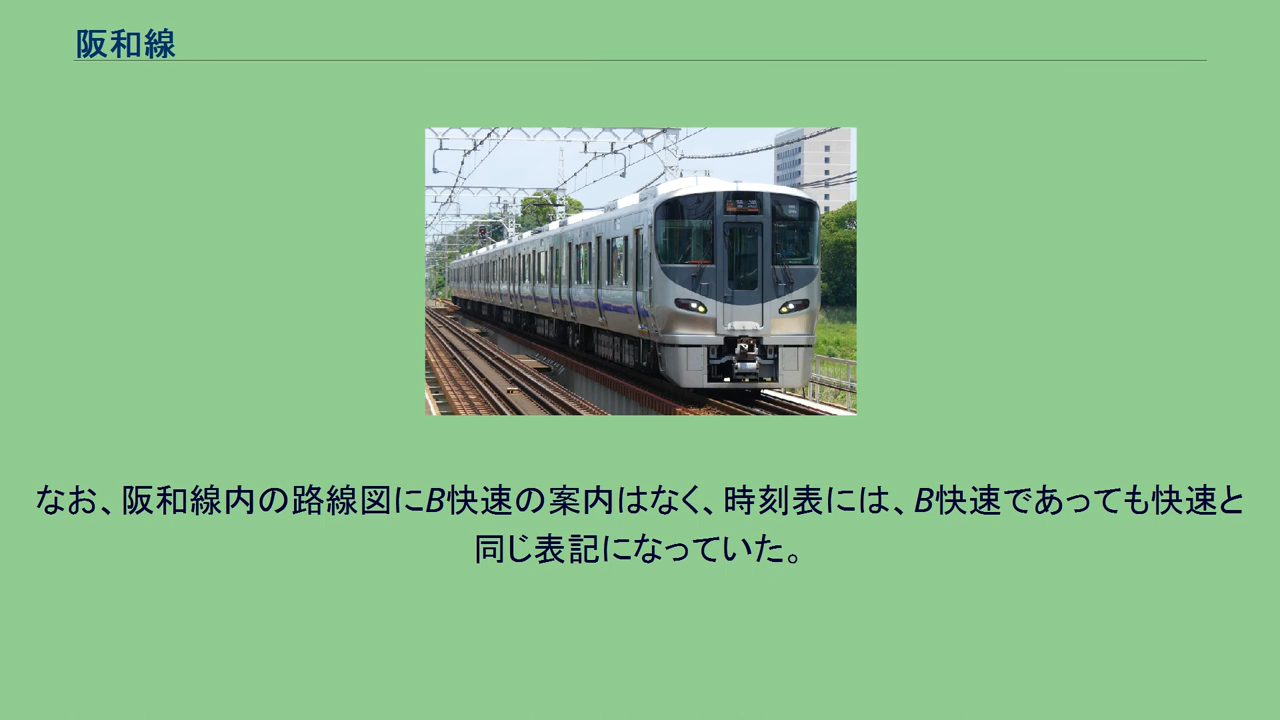 阪和線
なお、阪和線内の路線図にB快速の案内はなく、時刻表には、B快速であっても快速と
同じ表記になっていた。